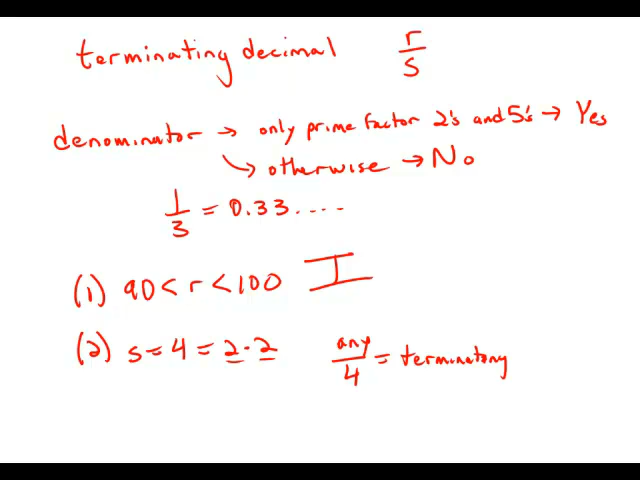 terminating decimal r/s
denominator → only prime factor 2's and 5's → Yes
↳ otherwise → No
1/3 = 0.33....
(1) 90 < r < 100 I
(2) s = 4 = 2·2 any/4 = terminatory